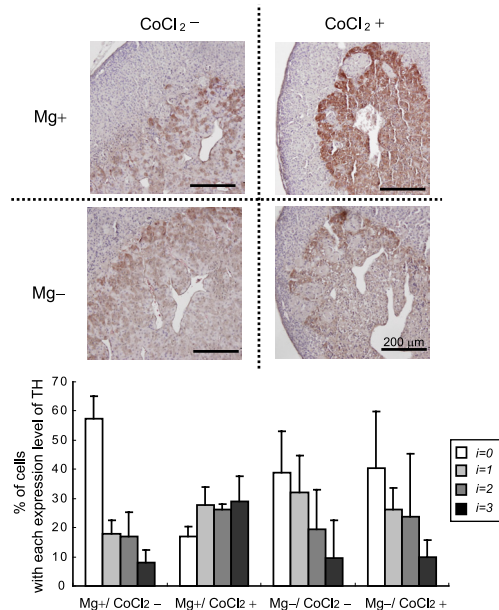 CoCl₂ − CoCl₂ +
Mg+
Mg−
200 µm
70
60
50
40
30
20
10
0
% of cells
with each expression level of TH
i=0
i=1
i=2
i=3
Mg+/ CoCl₂ − Mg+/ CoCl₂ + Mg−/ CoCl₂ − Mg−/ CoCl₂ +